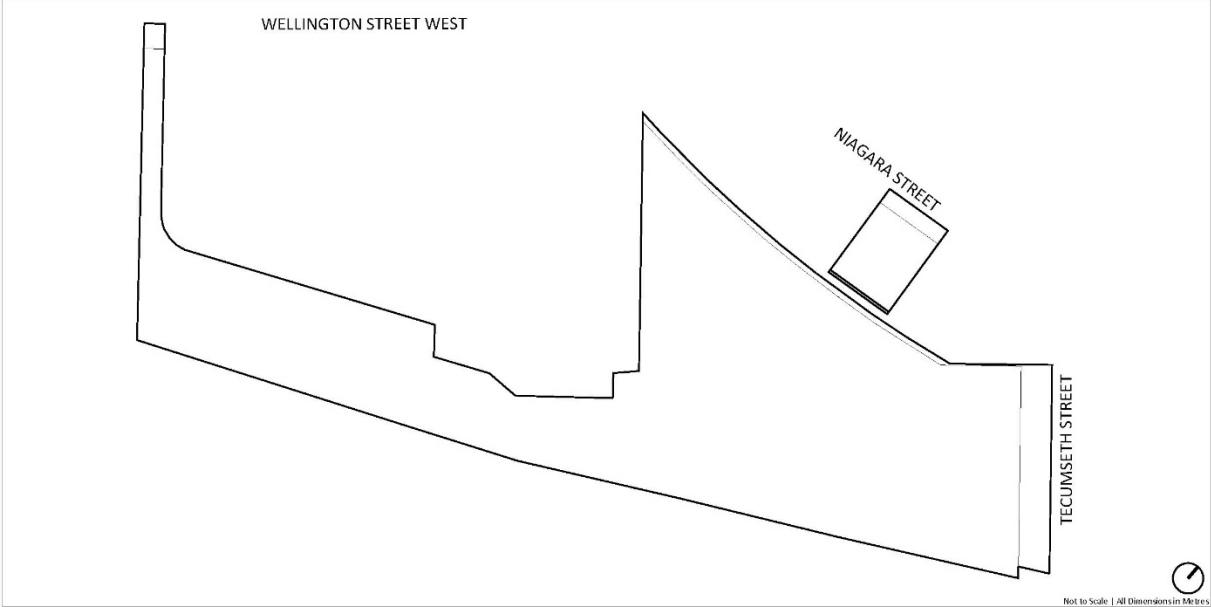 WELLINGTON STREET WEST
NIAGARA STREET
TECUMSETH STREET
Not to Scale | All Dimensions in Metres